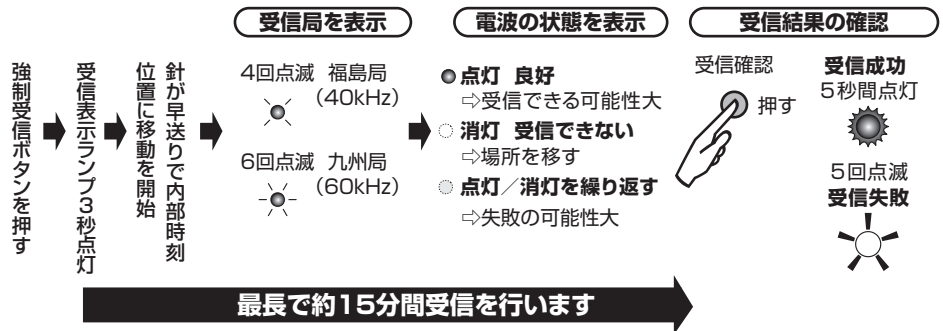 受信局を表示
電波の状態を表示
受信結果の確認
強制受信ボタンを押す
受信表示ランプ3秒点灯
針が早送りで内部時刻
位置に移動を開始
4回点滅 福島局
（40kHz）
6回点滅 九州局
（60kHz）
点灯 良好
⇨受信できる可能性大
消灯 受信できない
⇨場所を移す
点灯／消灯を繰り返す
⇨失敗の可能性大
受信確認
押す
受信成功
5秒間点灯
5回点滅
受信失敗
最長で約15分間受信を行います